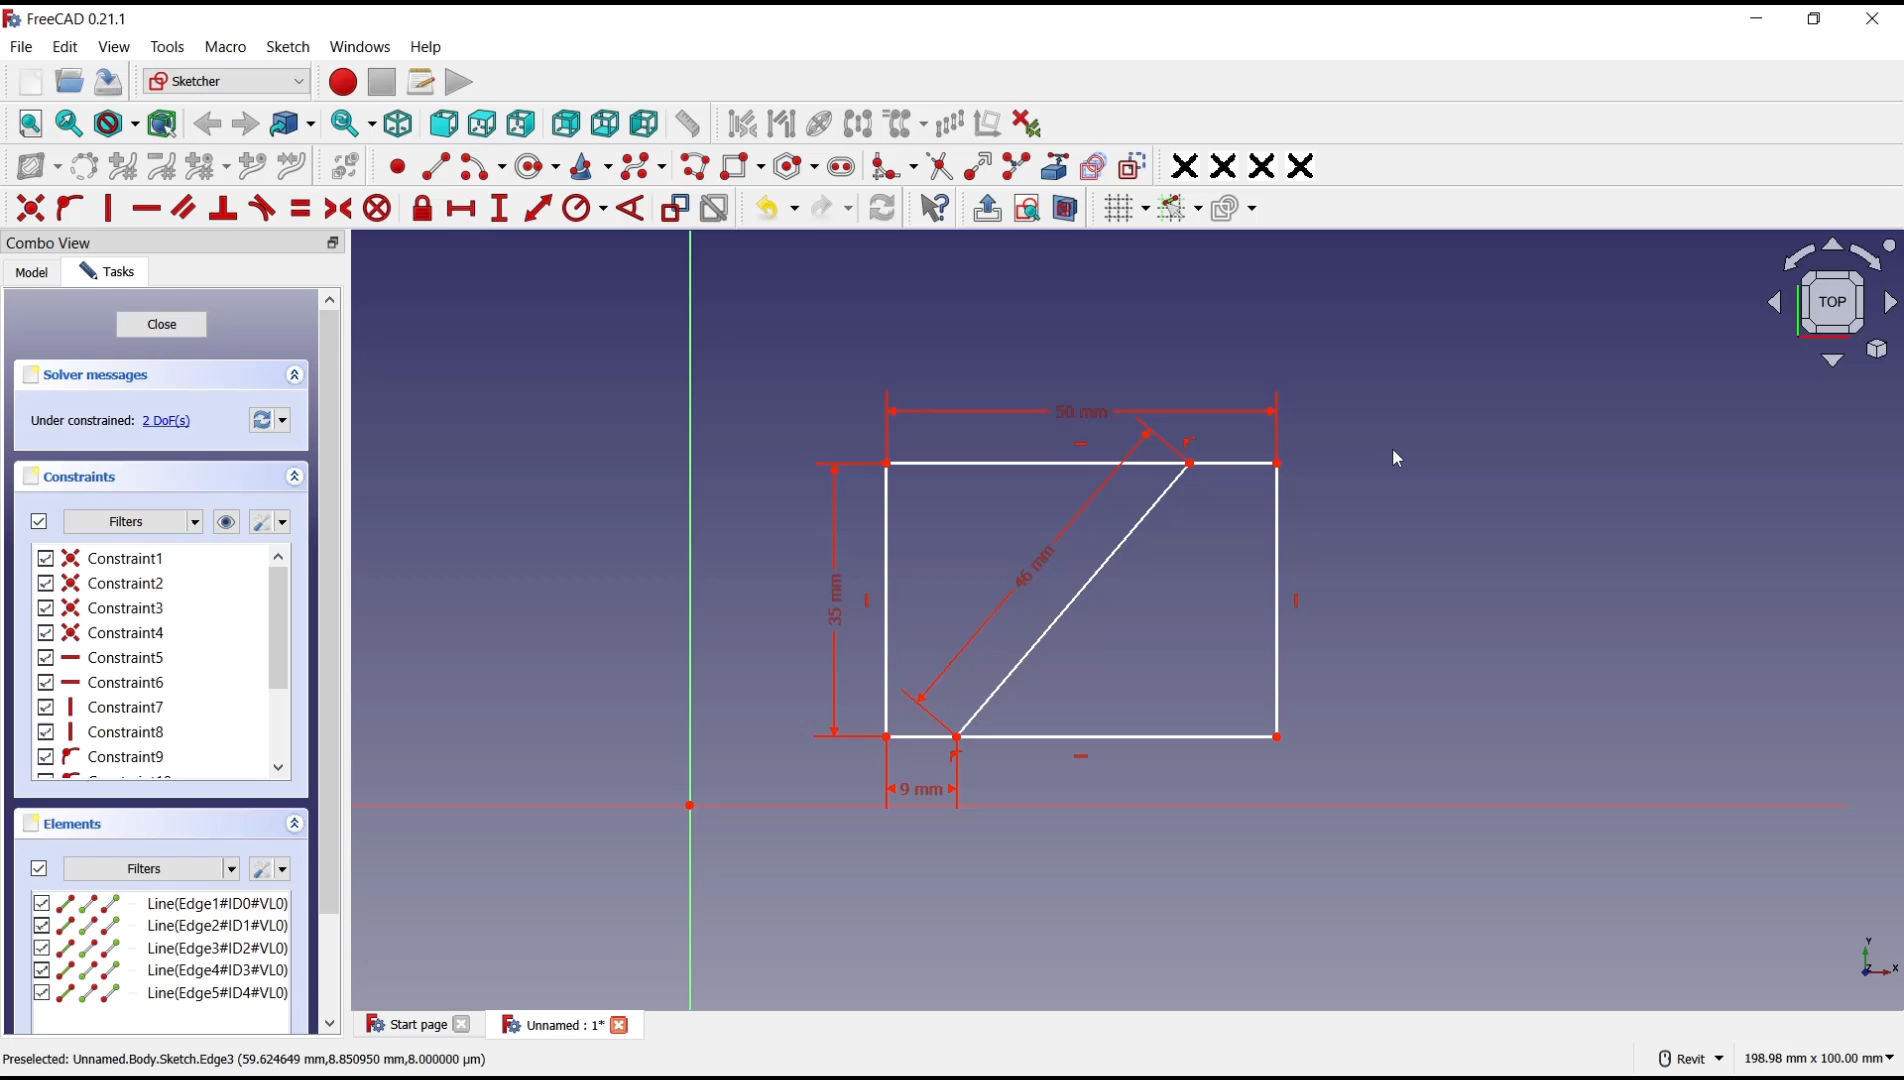 FreeCAD 0.21.1
File Edit View Tools Macro Sketch Windows Help
Sketcher
Combo View
Model Tasks
Close
Solver messages
Under constrained: 2 DoF(s)
Constraints
Filters
Constraint1
Constraint2
Constraint3
Constraint4
Constraint5
Constraint6
Constraint7
Constraint8
Constraint9
Elements
Filters
Line(Edge1#ID0#VL0)
Line(Edge2#ID1#VL0)
Line(Edge3#ID2#VL0)
Line(Edge4#ID3#VL0)
Line(Edge5#ID4#VL0)
TOP
50 mm
46 mm
35 mm
9 mm
Y
Z
X
Start page
Unnamed : 1*
Preselected: Unnamed.Body.Sketch.Edge3 (59.624649 mm,8.850950 mm,8.000000 µm)
Revit
198.98 mm x 100.00 mm